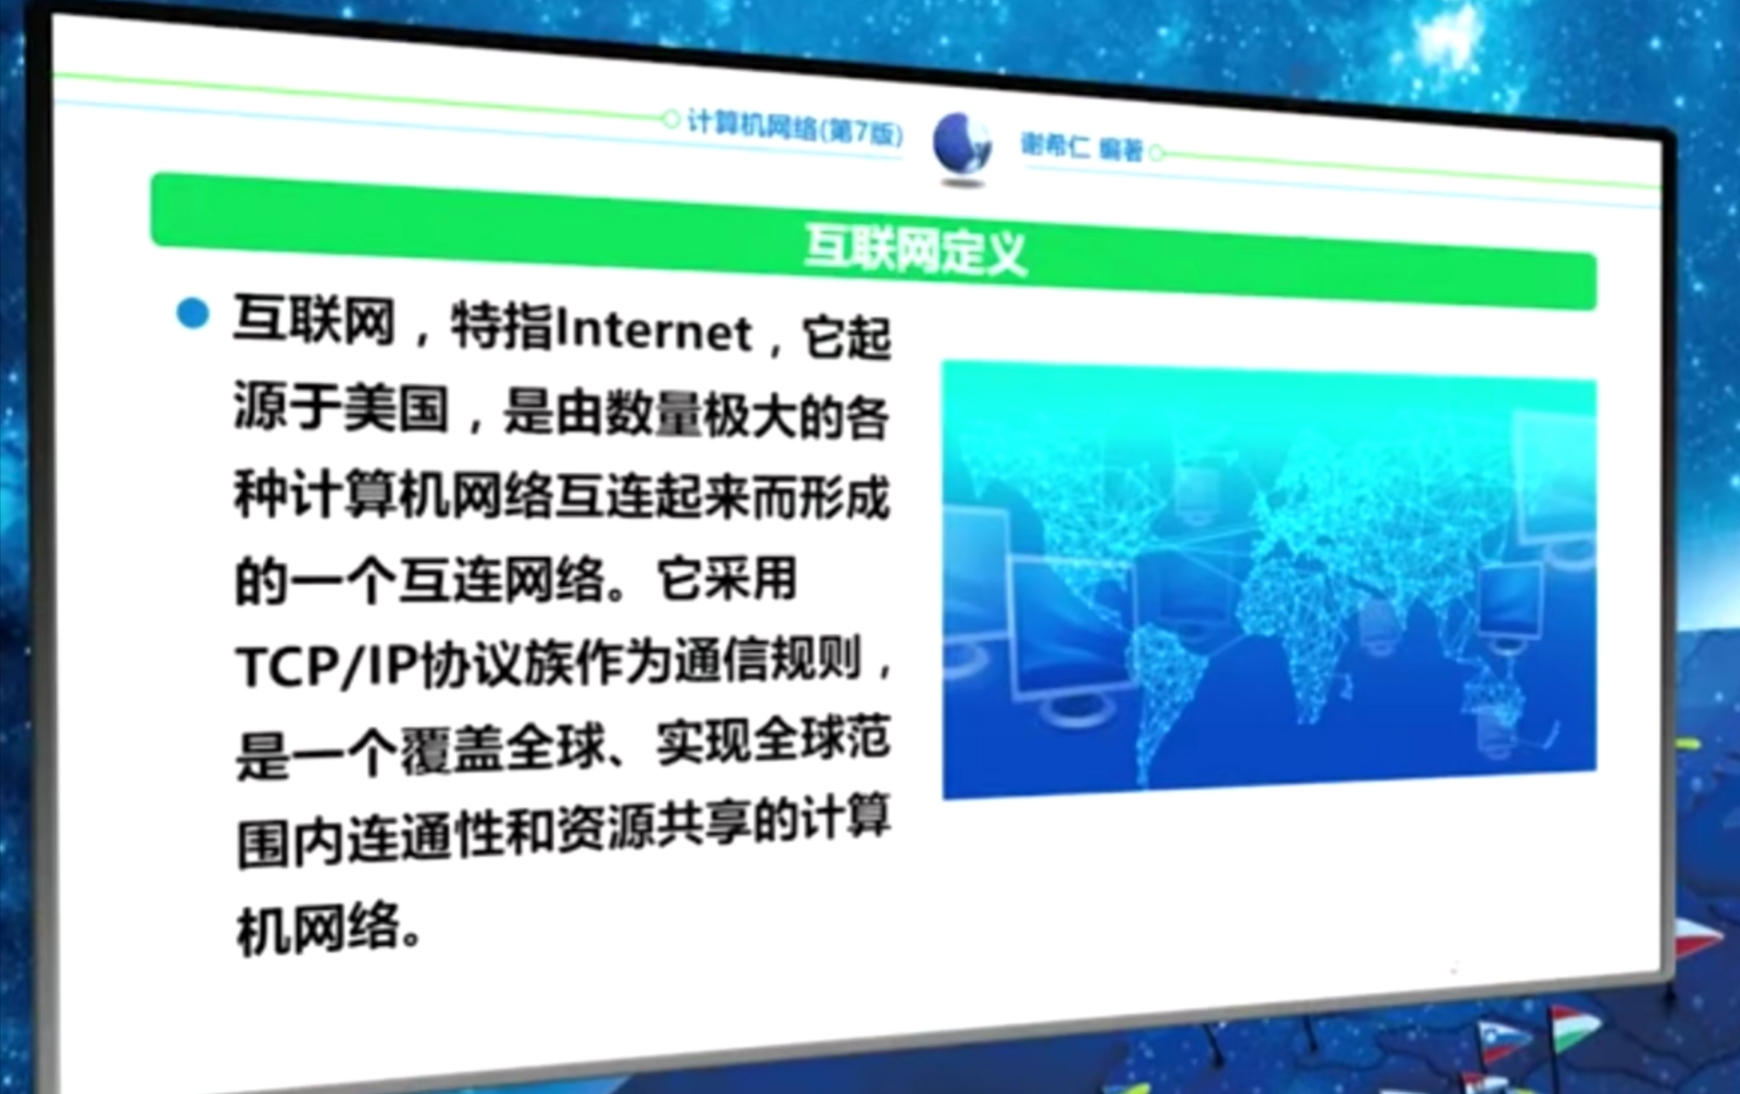 计算机网络(第7版)
谢希仁 编著
互联网定义
互联网，特指Internet，它起
源于美国，是由数量极大的各
种计算机网络互连起来而形成
的一个互连网络。它采用
TCP/IP协议族作为通信规则，
是一个覆盖全球、实现全球范
围内连通性和资源共享的计算
机网络。